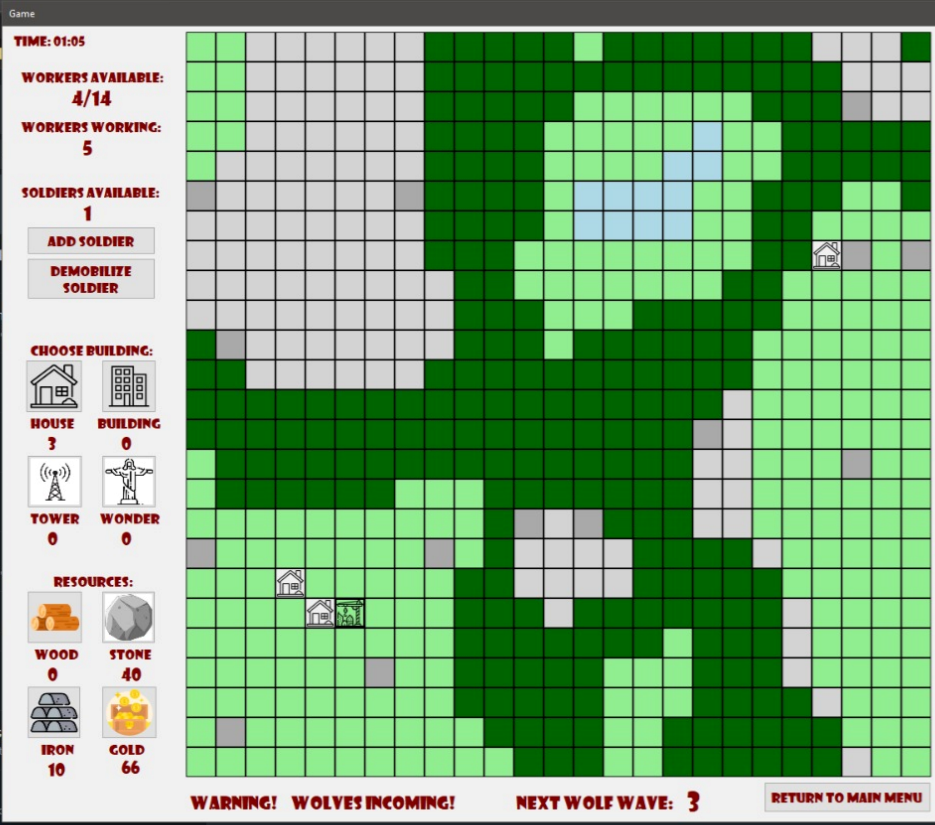 Game
TIME: 01:05
WORKERS AVAILABLE:
4/14
WORKERS WORKING:
5
SOLDIERS AVAILABLE:
1
ADD SOLDIER
DEMOBILIZE
SOLDIER
CHOOSE BUILDING:
HOUSE BUILDING
3 0
TOWER WONDER
0 0
RESOURCES:
WOOD STONE
0 40
IRON GOLD
10 66
WARNING! WOLVES INCOMING! NEXT WOLF WAVE: 3 RETURN TO MAIN MENU